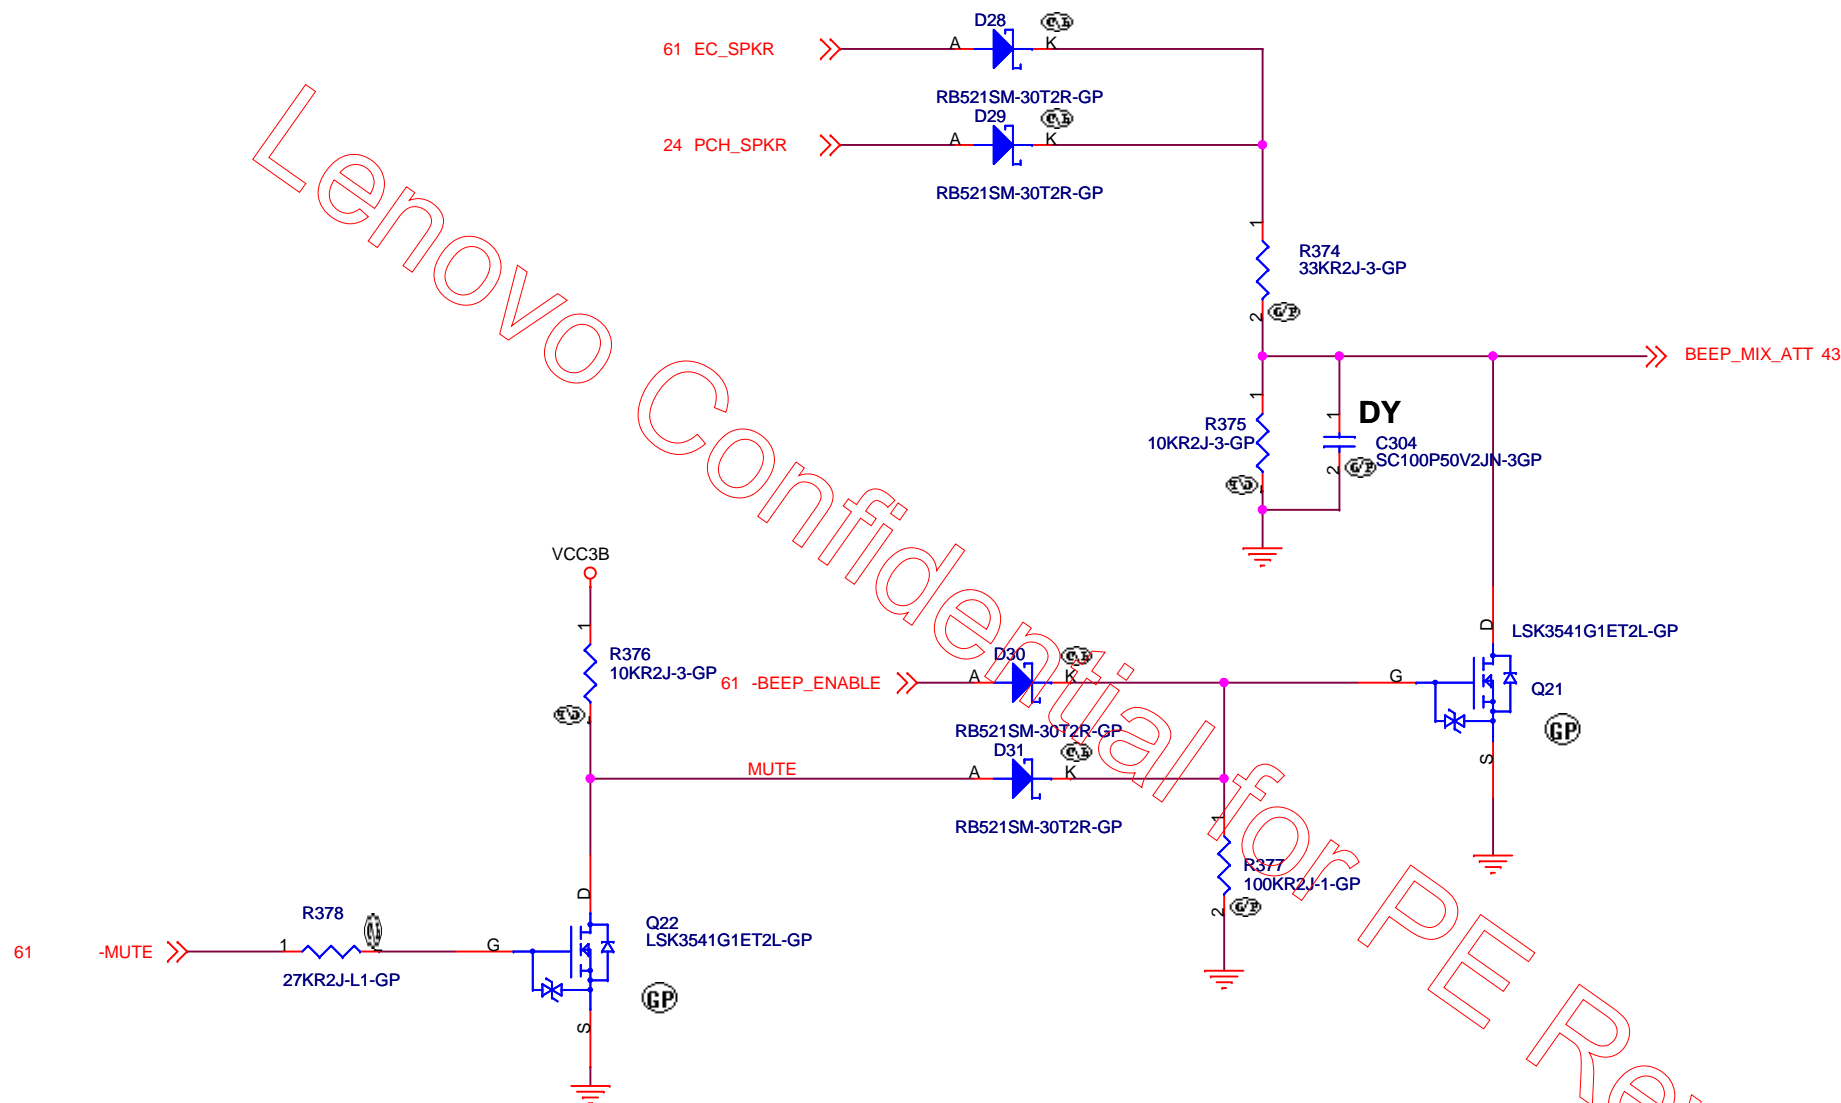 D28
61 EC_SPKR
A
K
RB521SM-30T2R-GP
D29
24 PCH_SPKR
A
K
RB521SM-30T2R-GP
1
R374
33KR2J-3-GP
2
G/P
BEEP_MIX_ATT 43
1
R375
10KR2J-3-GP
1
DY
C304
SC100P50V2JN-3GP
2
G/P
VCC3B
1
R376
10KR2J-3-GP
61 -BEEP_ENABLE
D30
A
K
RB521SM-30T2R-GP
D31
MUTE
A
K
RB521SM-30T2R-GP
G
D
S
LSK3541G1ET2L-GP
Q21
GP
1
R377
100KR2J-1-GP
2
G/P
61 -MUTE
1
R378
27KR2J-L1-GP
G
D
S
Q22
LSK3541G1ET2L-GP
GP
Lenovo Confidential for PE